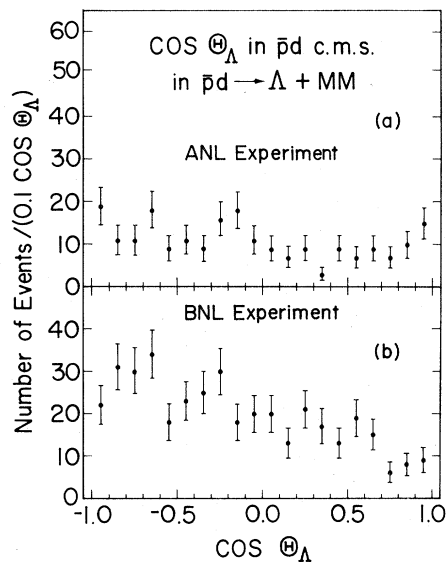 COS Θ_Λ in p̄d c.m.s.
in p̄d → Λ + MM
(a)
ANL Experiment
60
50
40
30
20
10
0
BNL Experiment
(b)
40
30
20
10
0
-1.0 -0.5 0.0 0.5 1.0
COS Θ_Λ
Number of Events/(0.1 COS Θ_Λ)